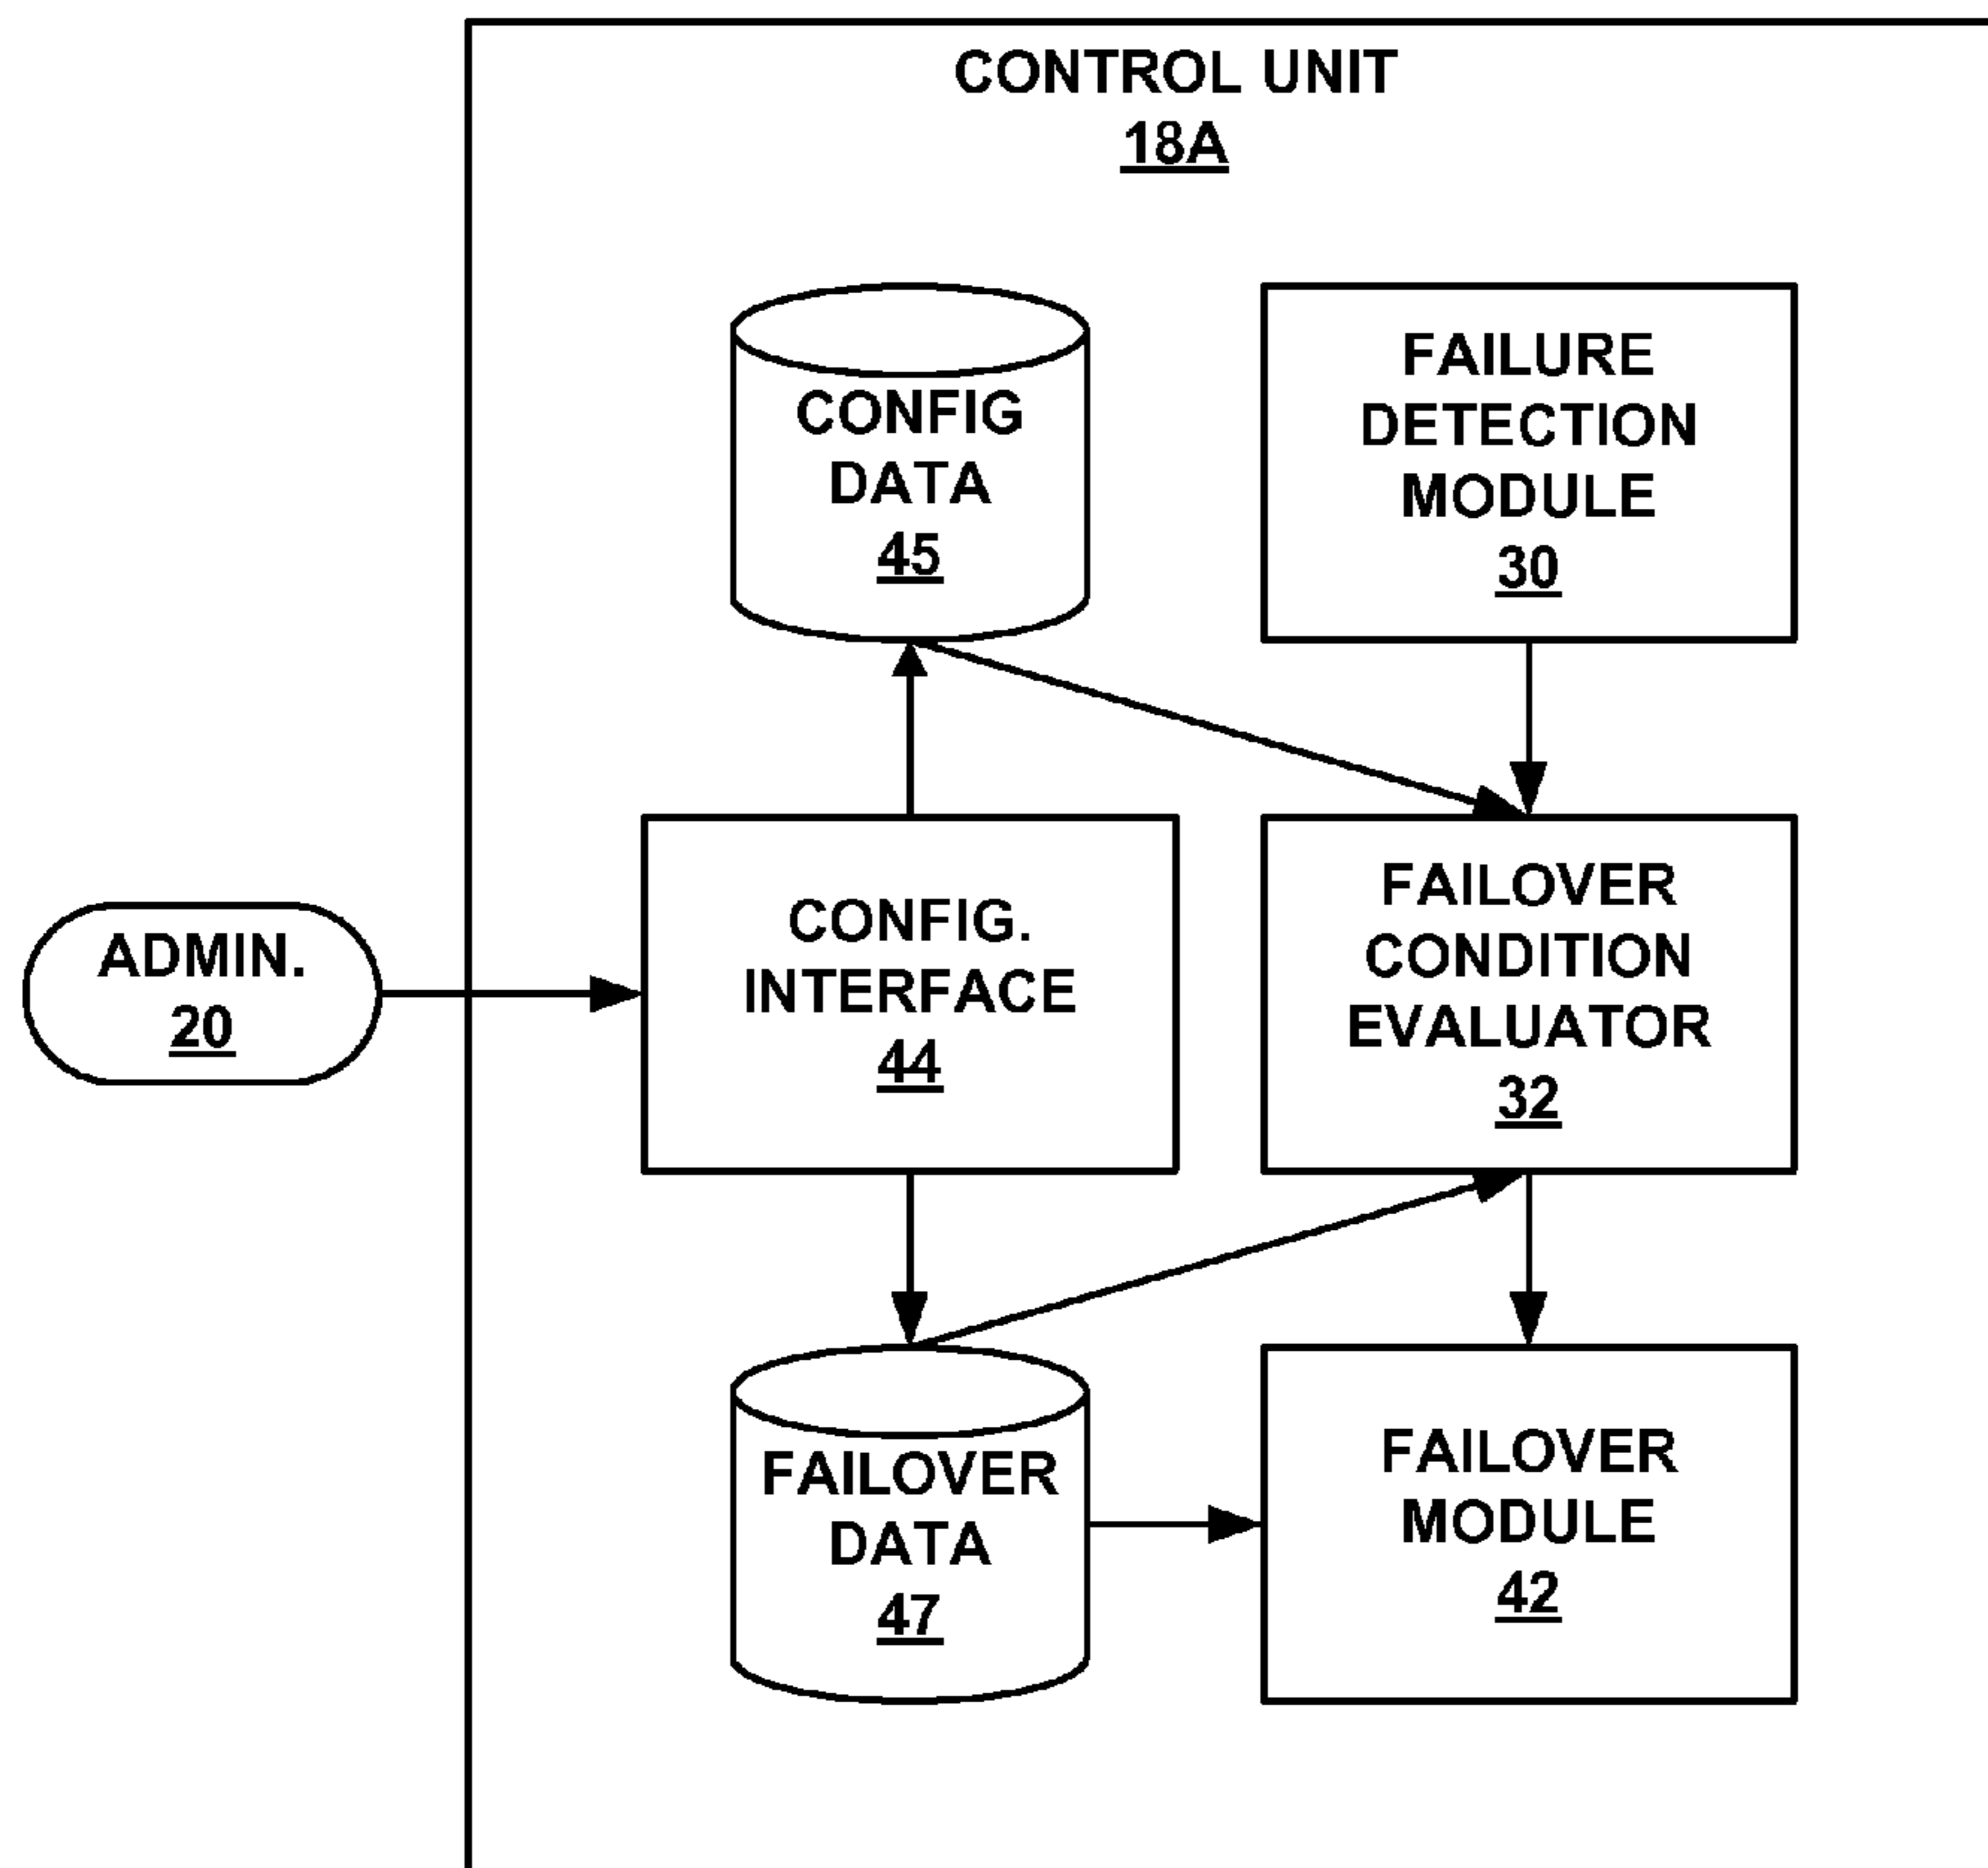 CONTROL UNIT
18A
CONFIG
DATA
45
FAILURE
DETECTION
MODULE
30
ADMIN.
20
CONFIG.
INTERFACE
44
FAILOVER
CONDITION
EVALUATOR
32
FAILOVER
DATA
47
FAILOVER
MODULE
42